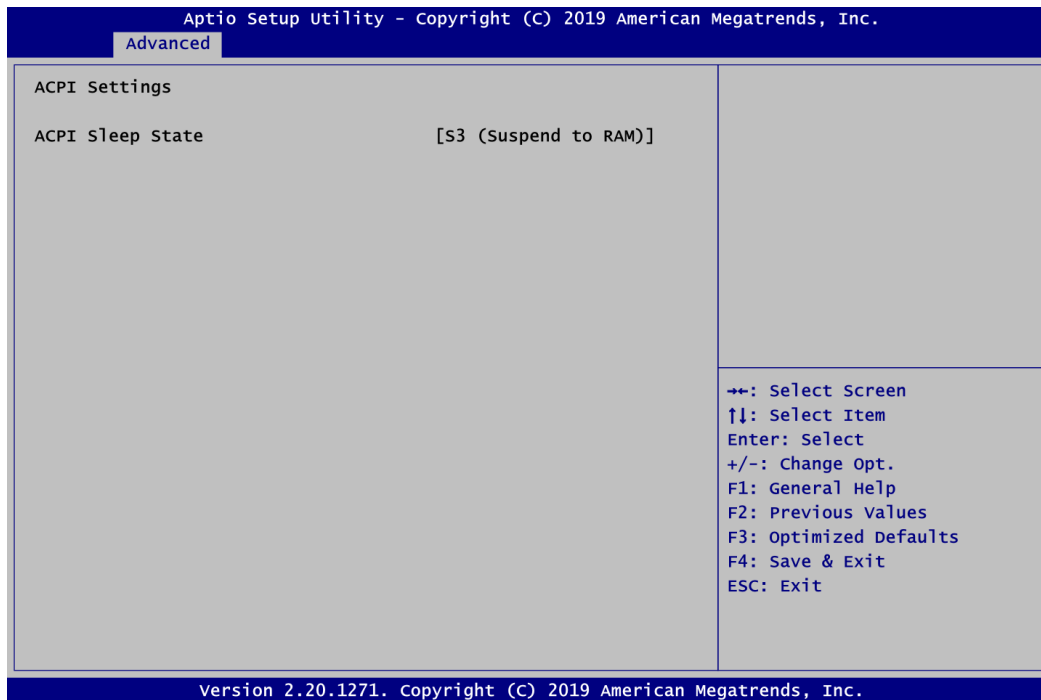 Aptio Setup Utility - Copyright (C) 2019 American Megatrends, Inc.
Advanced
ACPI Settings
ACPI Sleep State [S3 (Suspend to RAM)]
→←: Select Screen
↑↓: Select Item
Enter: Select
+/-: Change Opt.
F1: General Help
F2: Previous Values
F3: Optimized Defaults
F4: Save & Exit
ESC: Exit
Version 2.20.1271. Copyright (C) 2019 American Megatrends, Inc.